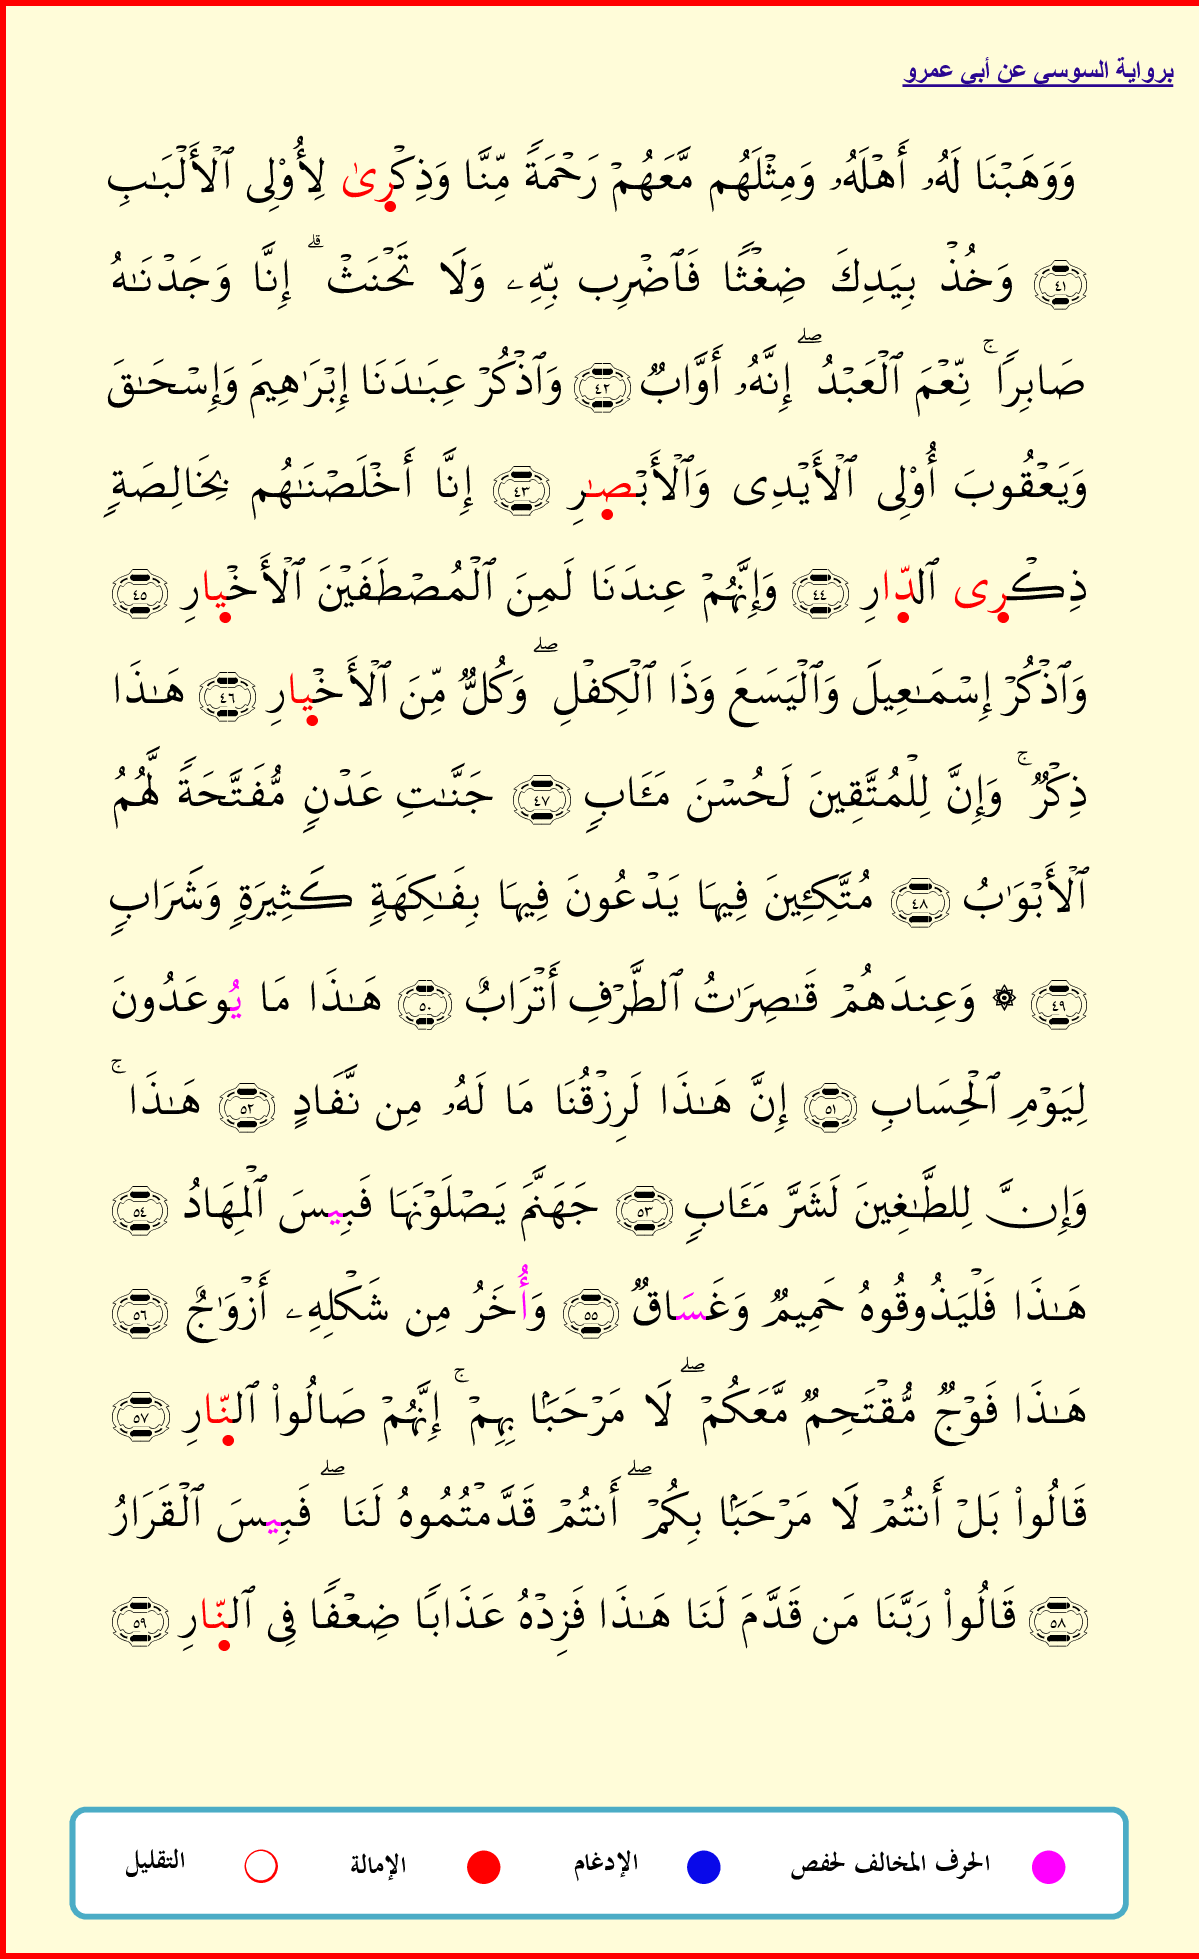 برواية السوسي عن أبي عمرو
وَوَهَبۡنَا لَهُۥ أَهۡلَهُۥ وَمِثۡلَهُم مَّعَهُمۡ رَحۡمَةٗ مِّنَّا وَذِكۡرِىٰ لِأُوْلِى ٱلۡأَلۡبَٰبِ
٤١ وَخُذۡ بِيَدِكَ ضِغۡثٗا فَٱضۡرِب بِّهِۦ وَلَا تَحۡنَثۡۗ إِنَّا وَجَدۡنَٰهُ
صَابِرٗاۚ نِّعۡمَ ٱلۡعَبۡدُۖ إِنَّهُۥ أَوَّابٞ ٤٢ وَٱذۡكُرۡ عِبَٰدَنَا إِبۡرَٰهِيمَ وَإِسۡحَٰقَ
وَيَعۡقُوبَ أُوْلِى ٱلۡأَيۡدِى وَٱلۡأَبۡصِٰرِ ٤٣ إِنَّا أَخۡلَصۡنَٰهُم بِخَالِصَةٖ
ذِكۡرِى ٱلدِّارِ ٤٤ وَإِنَّهُمۡ عِندَنَا لَمِنَ ٱلۡمُصۡطَفَيۡنَ ٱلۡأَخۡيِارِ ٤٥
وَٱذۡكُرۡ إِسۡمَٰعِيلَ وَٱلۡيَسَعَ وَذَا ٱلۡكِفۡلِۖ وَكُلّٞ مِّنَ ٱلۡأَخۡيِارِ ٤٦ هَٰذَا
ذِكۡرٞۚ وَإِنَّ لِلۡمُتَّقِينَ لَحُسۡنَ مَـَٔابٖ ٤٧ جَنَّٰتِ عَدۡنٖ مُّفَتَّحَةٗ لَّهُمُ
ٱلۡأَبۡوَٰبُ ٤٨ مُتَّكِـِٔينَ فِيهَا يَدۡعُونَ فِيهَا بِفَٰكِهَةٖ كَثِيرَةٖ وَشَرَابٖ
٤٩ ۞ وَعِندَهُمۡ قَٰصِرَٰتُ ٱلطَّرۡفِ أَتۡرَابٌ ٥٠ هَٰذَا مَا يُوعَدُونَ
لِيَوۡمِ ٱلۡحِسَابِ ٥١ إِنَّ هَٰذَا لَرِزۡقُنَا مَا لَهُۥ مِن نَّفَادٍ ٥٢ هَٰذَاۚ
وَإِنَّ لِلطَّٰغِينَ لَشَرَّ مَـَٔابٖ ٥٣ جَهَنَّمَ يَصۡلَوۡنَهَا فَبِيسَ ٱلۡمِهَادُ ٥٤
هَٰذَا فَلۡيَذُوقُوهُ حَمِيمٞ وَغَسَاقٞ ٥٥ وَأُخَرُ مِن شَكۡلِهِۦ أَزۡوَٰجٌ ٥٦
هَٰذَا فَوۡجٞ مُّقۡتَحِمٞ مَّعَكُمۡۖ لَا مَرۡحَبَۢا بِهِمۡۚ إِنَّهُمۡ صَالُواْ ٱلنِّارِ ٥٧
قَالُواْ بَلۡ أَنتُمۡ لَا مَرۡحَبَۢا بِكُمۡۖ أَنتُمۡ قَدَّمۡتُمُوهُ لَنَاۖ فَبِيسَ ٱلۡقَرَارُ
٥٨ قَالُواْ رَبَّنَا مَن قَدَّمَ لَنَا هَٰذَا فَزِدۡهُ عَذَابٗا ضِعۡفٗا فِى ٱلنِّارِ ٥٩
الحرف المخالف لحفص الإدغام الإمالة التقليل